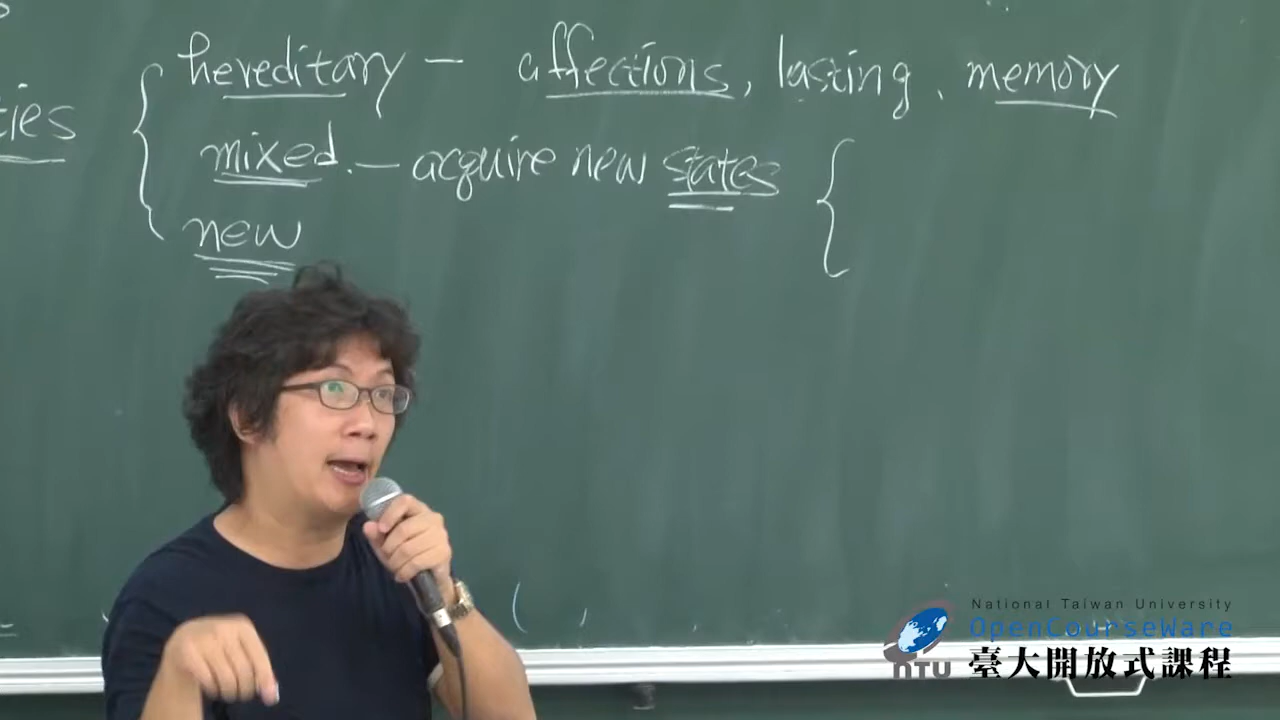 hereditary — affections, lasting, memory
ties
mixed. — acquire new states
new
National Taiwan University
OpenCourseWare
NTU
臺大開放式課程